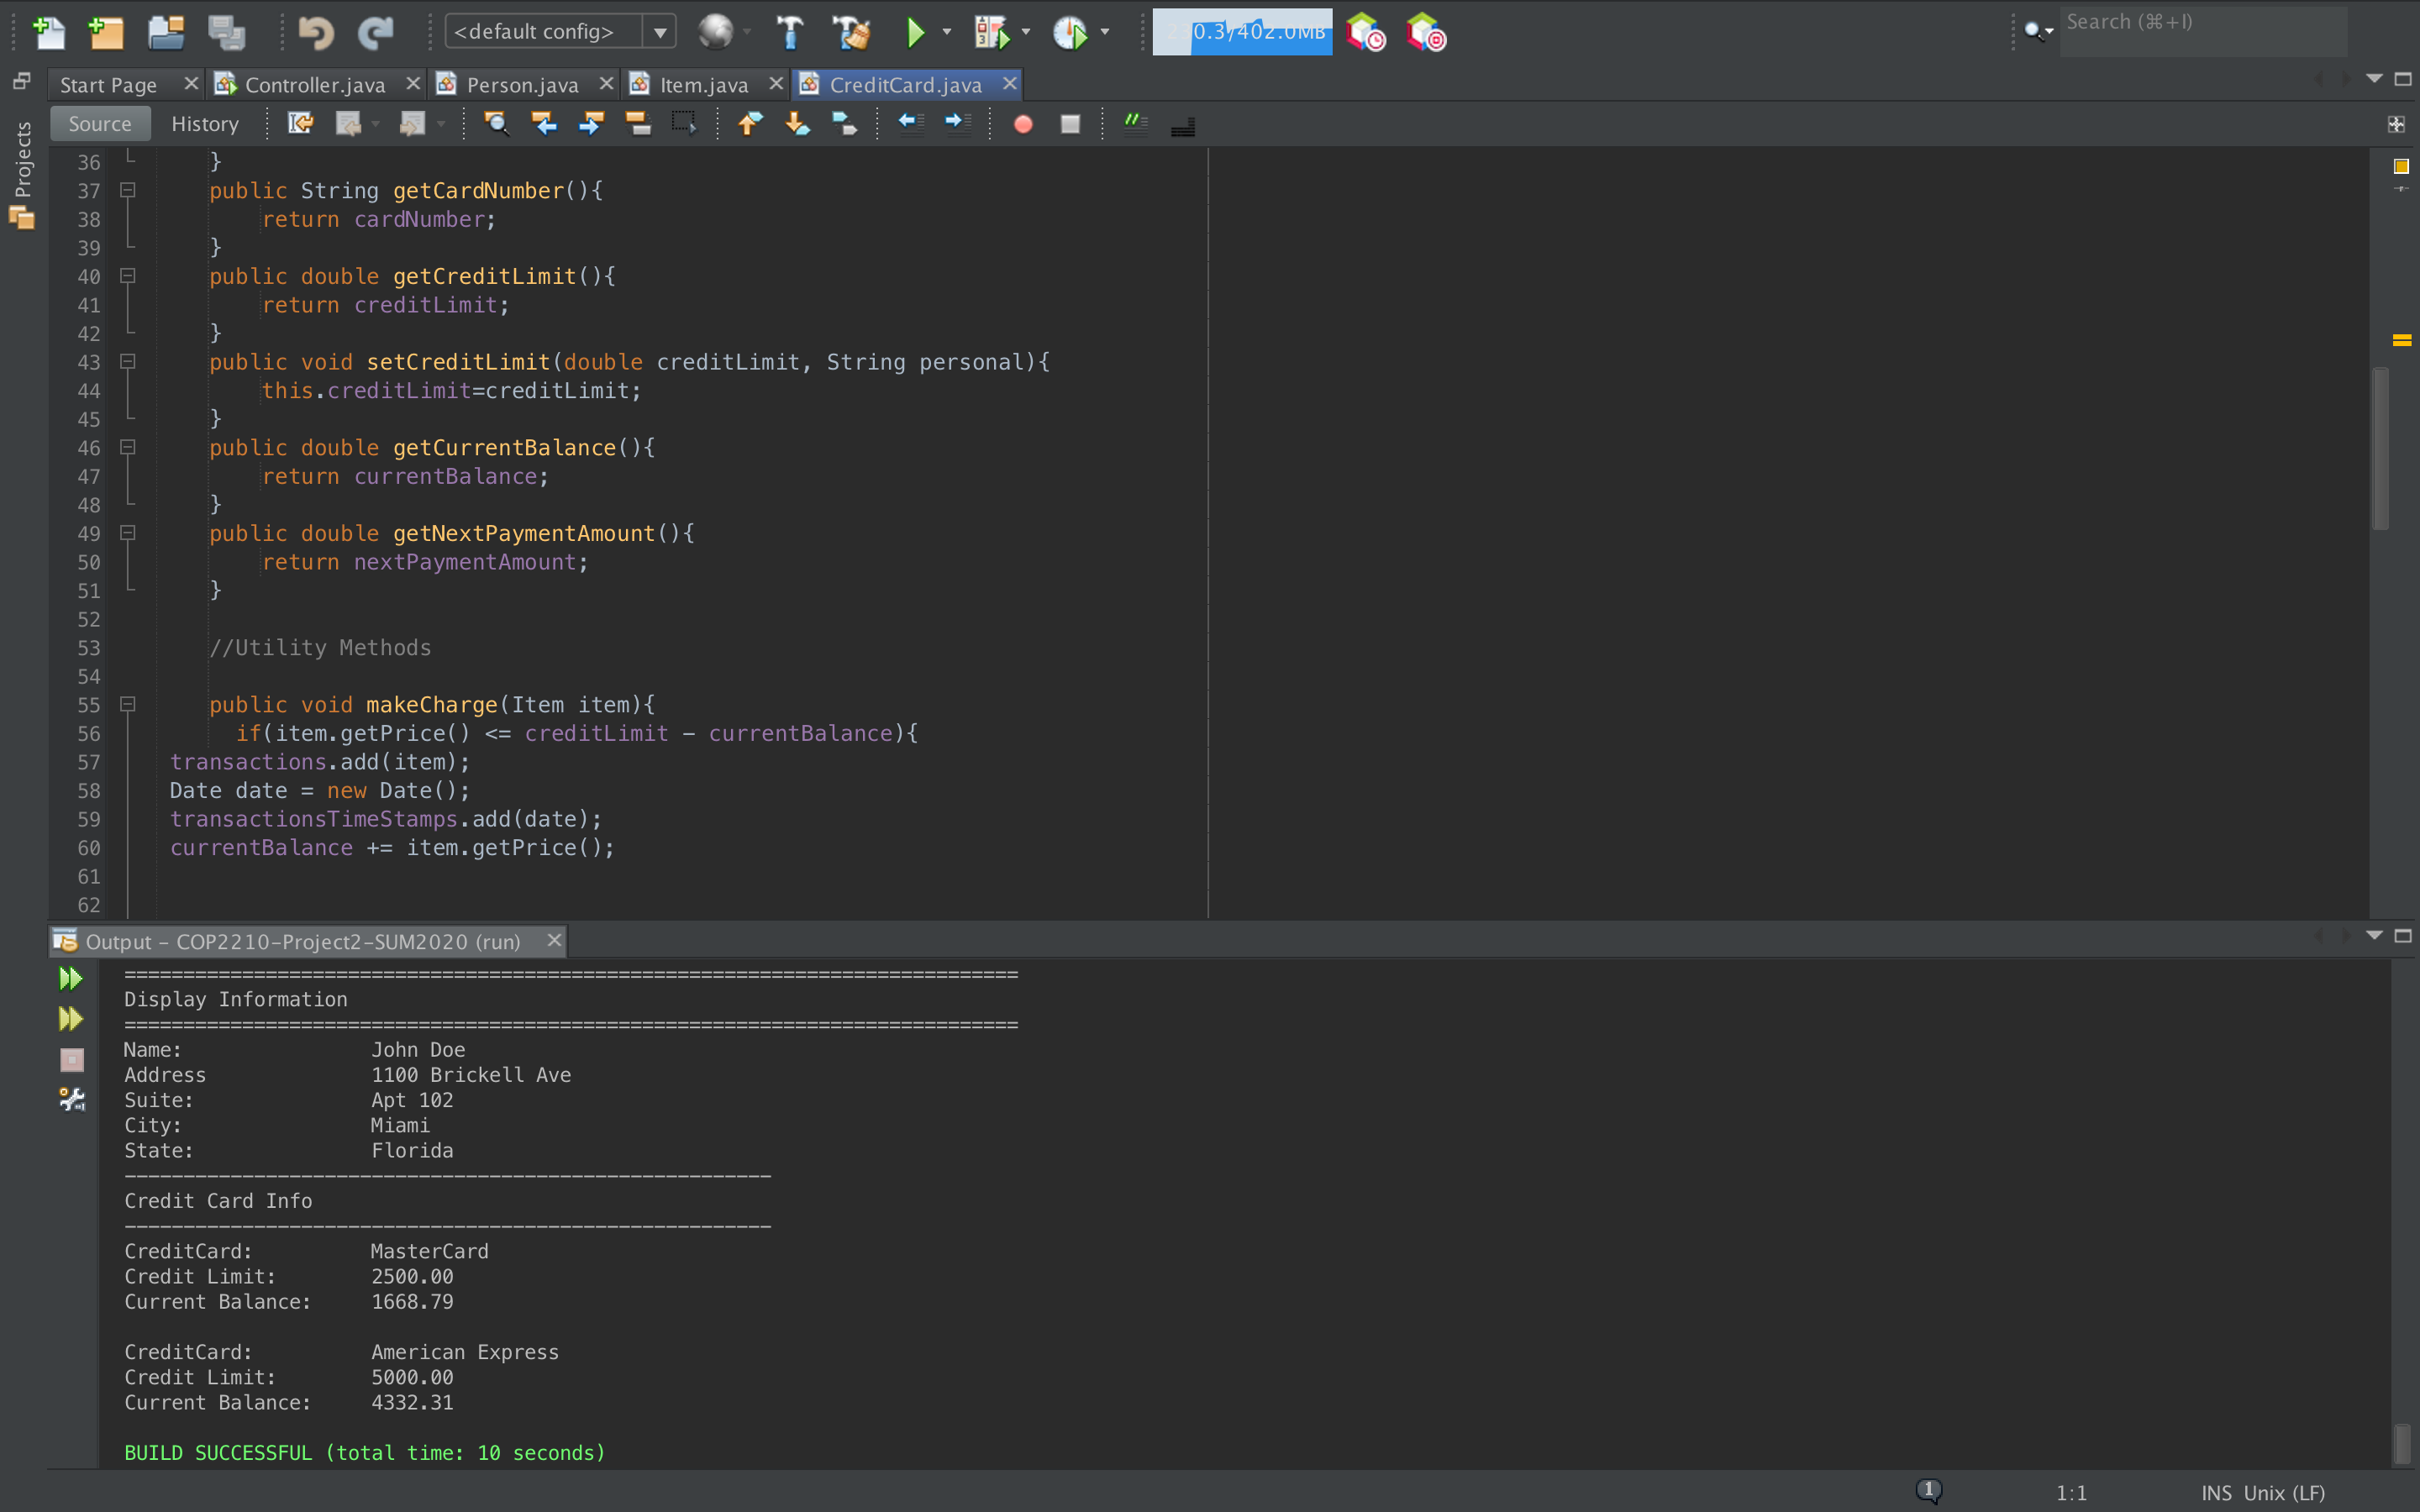 <default config>
230.3/402.0MB
Search (⌘+I)
Start Page
Controller.java
Person.java
Item.java
CreditCard.java
Source
History
Projects
36 }
37 public String getCardNumber(){
38 return cardNumber;
39 }
40 public double getCreditLimit(){
41 return creditLimit;
42 }
43 public void setCreditLimit(double creditLimit, String personal){
44 this.creditLimit=creditLimit;
45 }
46 public double getCurrentBalance(){
47 return currentBalance;
48 }
49 public double getNextPaymentAmount(){
50 return nextPaymentAmount;
51 }
52
53 //Utility Methods
54
55 public void makeCharge(Item item){
56 if(item.getPrice() <= creditLimit - currentBalance){
57 transactions.add(item);
58 Date date = new Date();
59 transactionsTimeStamps.add(date);
60 currentBalance += item.getPrice();
61
62
Output - COP2210-Project2-SUM2020 (run)
============================================================================
Display Information
============================================================================
Name: John Doe
Address 1100 Brickell Ave
Suite: Apt 102
City: Miami
State: Florida
-------------------------------------------------------
Credit Card Info
-------------------------------------------------------
CreditCard: MasterCard
Credit Limit: 2500.00
Current Balance: 1668.79
CreditCard: American Express
Credit Limit: 5000.00
Current Balance: 4332.31
BUILD SUCCESSFUL (total time: 10 seconds)
1
1:1
INS Unix (LF)